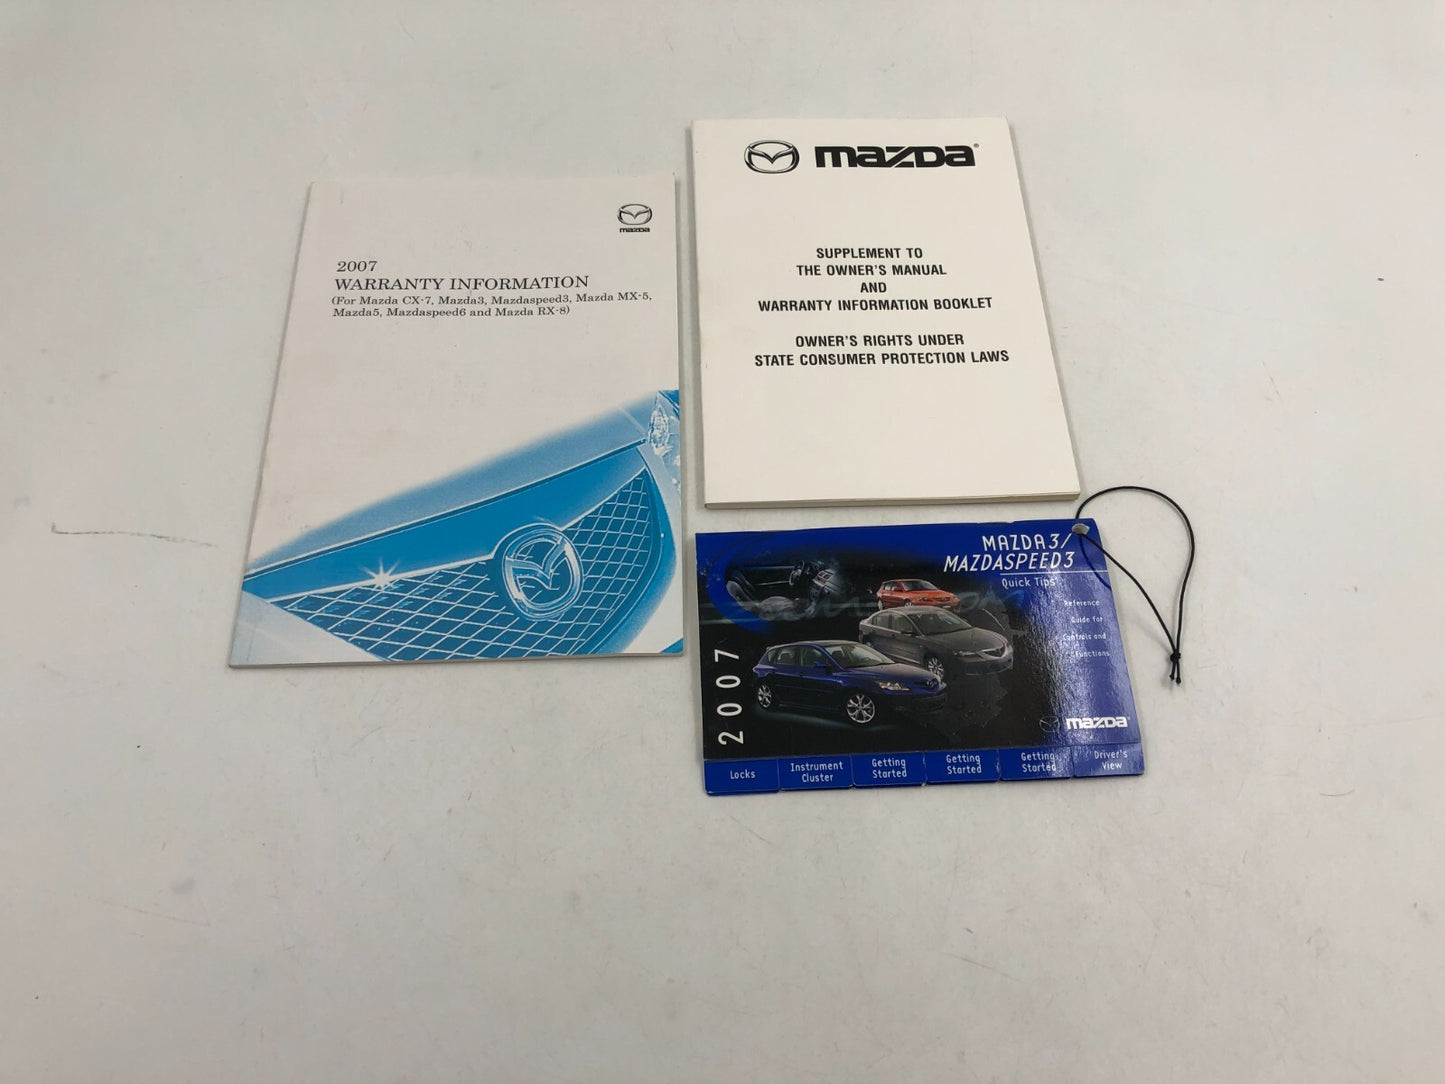 mazda
2007
WARRANTY INFORMATION
(For Mazda CX-7, Mazda3, Mazdaspeed3, Mazda MX-5,
Mazda5, Mazdaspeed6 and Mazda RX-8)
mazda®
SUPPLEMENT TO
THE OWNER'S MANUAL
AND
WARRANTY INFORMATION BOOKLET
OWNER'S RIGHTS UNDER
STATE CONSUMER PROTECTION LAWS
MAZDA3/
MAZDASPEED3
Quick Tips
Reference
Guide for
Controls and
Functions
2007
mazda®
Locks
Instrument
Cluster
Getting
Started
Getting
Started
Getting
Started
Driver's
View